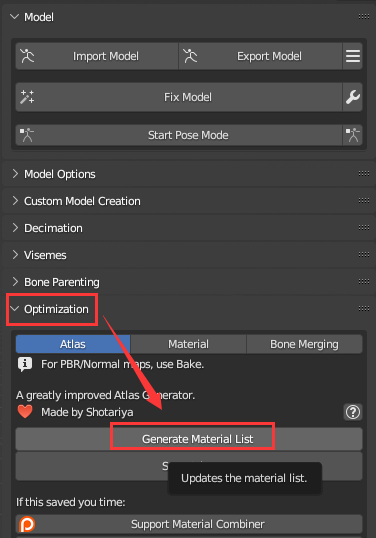 Model
Import Model
Export Model
Fix Model
Start Pose Mode
Model Options
Custom Model Creation
Decimation
Visemes
Bone Parenting
Optimization
Atlas
Material
Bone Merging
For PBR/Normal maps, use Bake.
A greatly improved Atlas Generator.
Made by Shotariya
?
Generate Material List
Updates the material list.
If this saved you time:
Support Material Combiner